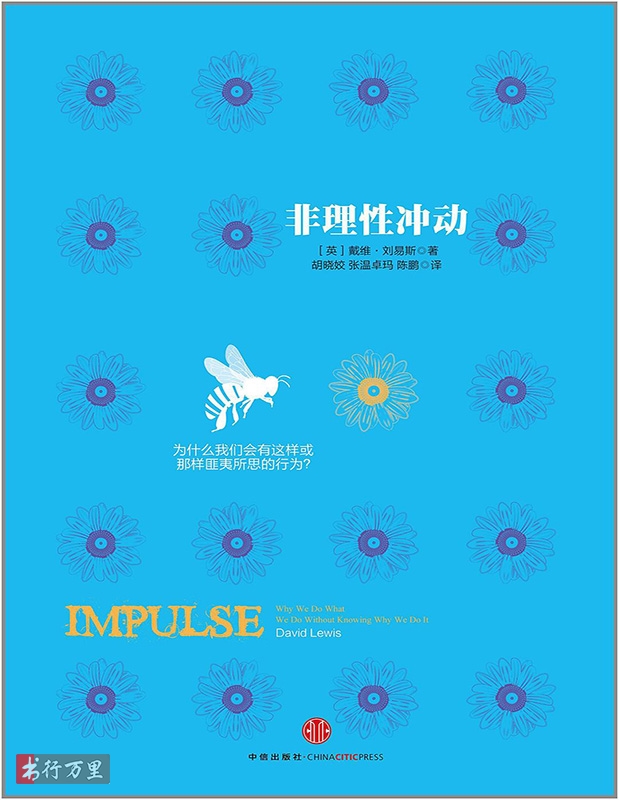 非理性冲动
［英］戴维·刘易斯◎著
胡晓姣 张温卓玛 陈鹏◎译
为什么我们会有这样或
那样匪夷所思的行为?
IMPULSE
Why We Do What
We Do Without Knowing Why We Do It
David Lewis
中信出版社·CHINACITICPRESS
书行万里